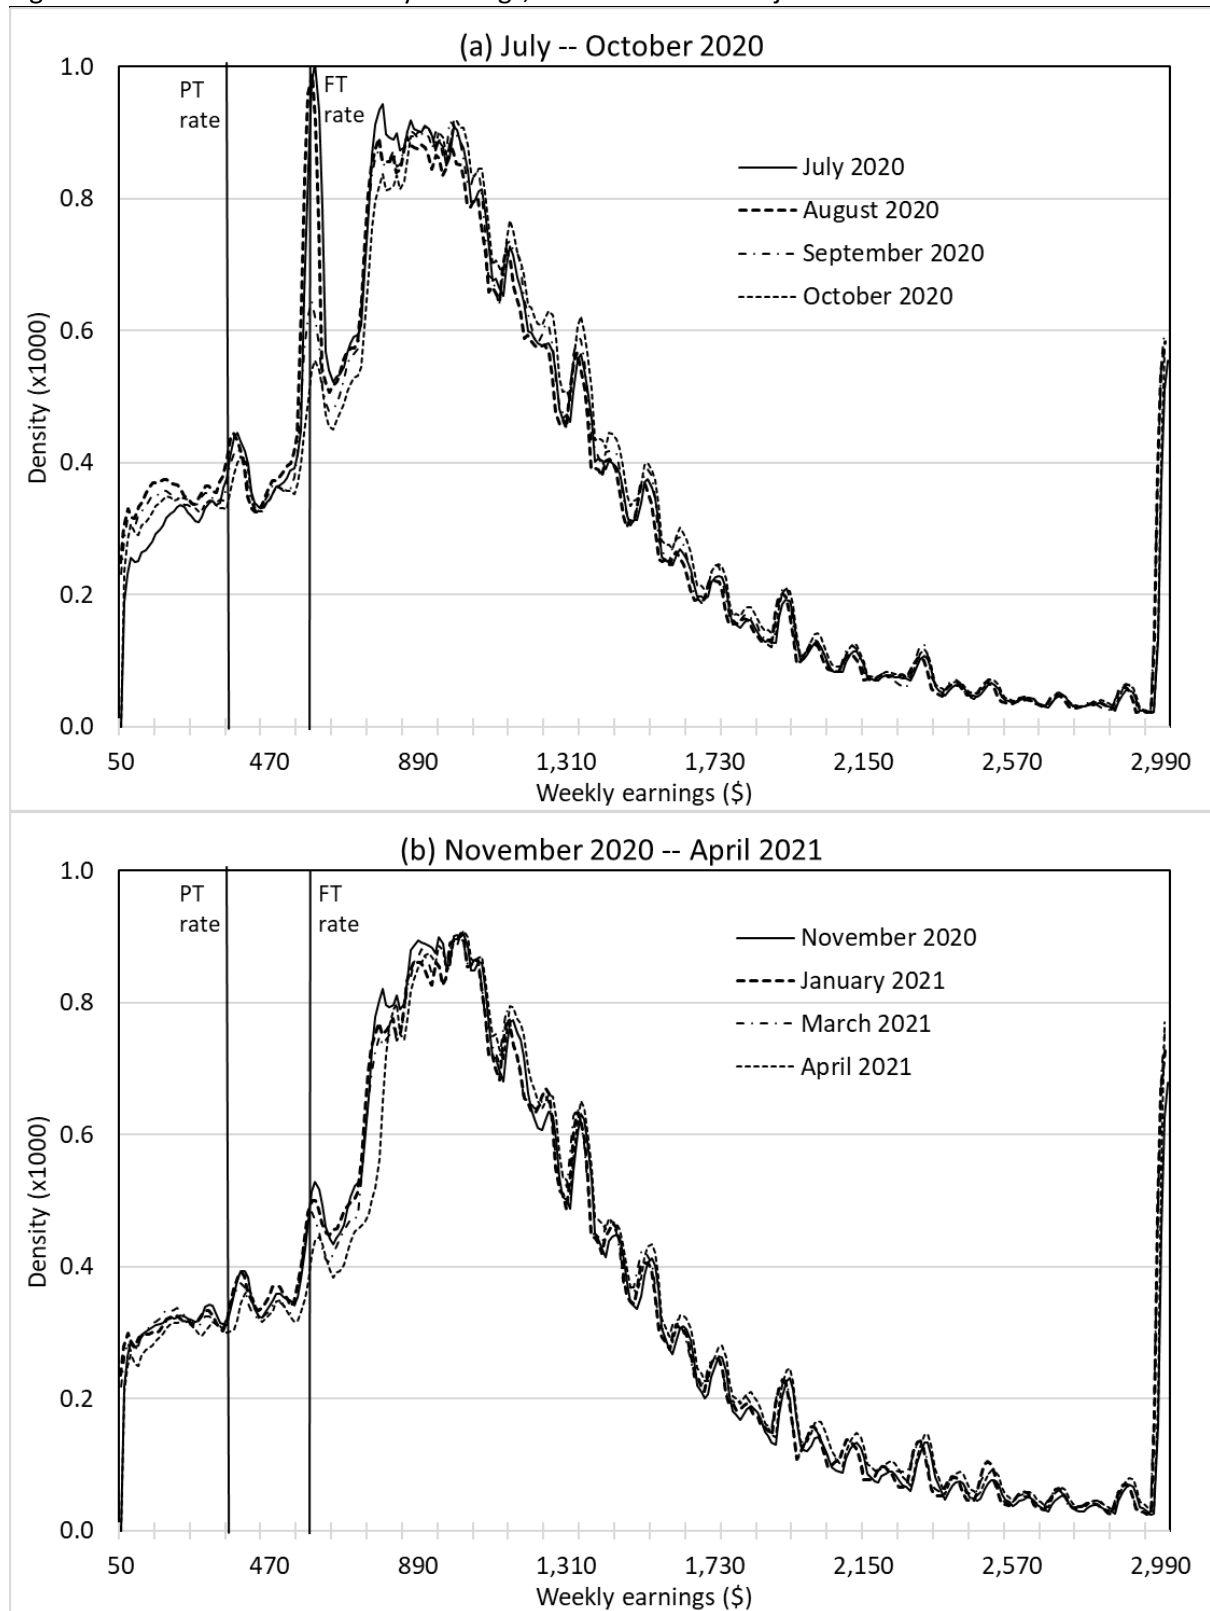 (a) July -- October 2020
1.0
PT
rate
FT
rate
July 2020
0.8
August 2020
September 2020
October 2020
0.6
Density (x1000)
0.4
0.2
0.0
50 470 890 1,310 1,730 2,150 2,570 2,990
Weekly earnings ($)
(b) November 2020 -- April 2021
1.0
PT
rate
FT
rate
November 2020
January 2021
0.8
March 2021
April 2021
0.6
Density (x1000)
0.4
0.2
0.0
50 470 890 1,310 1,730 2,150 2,570 2,990
Weekly earnings ($)